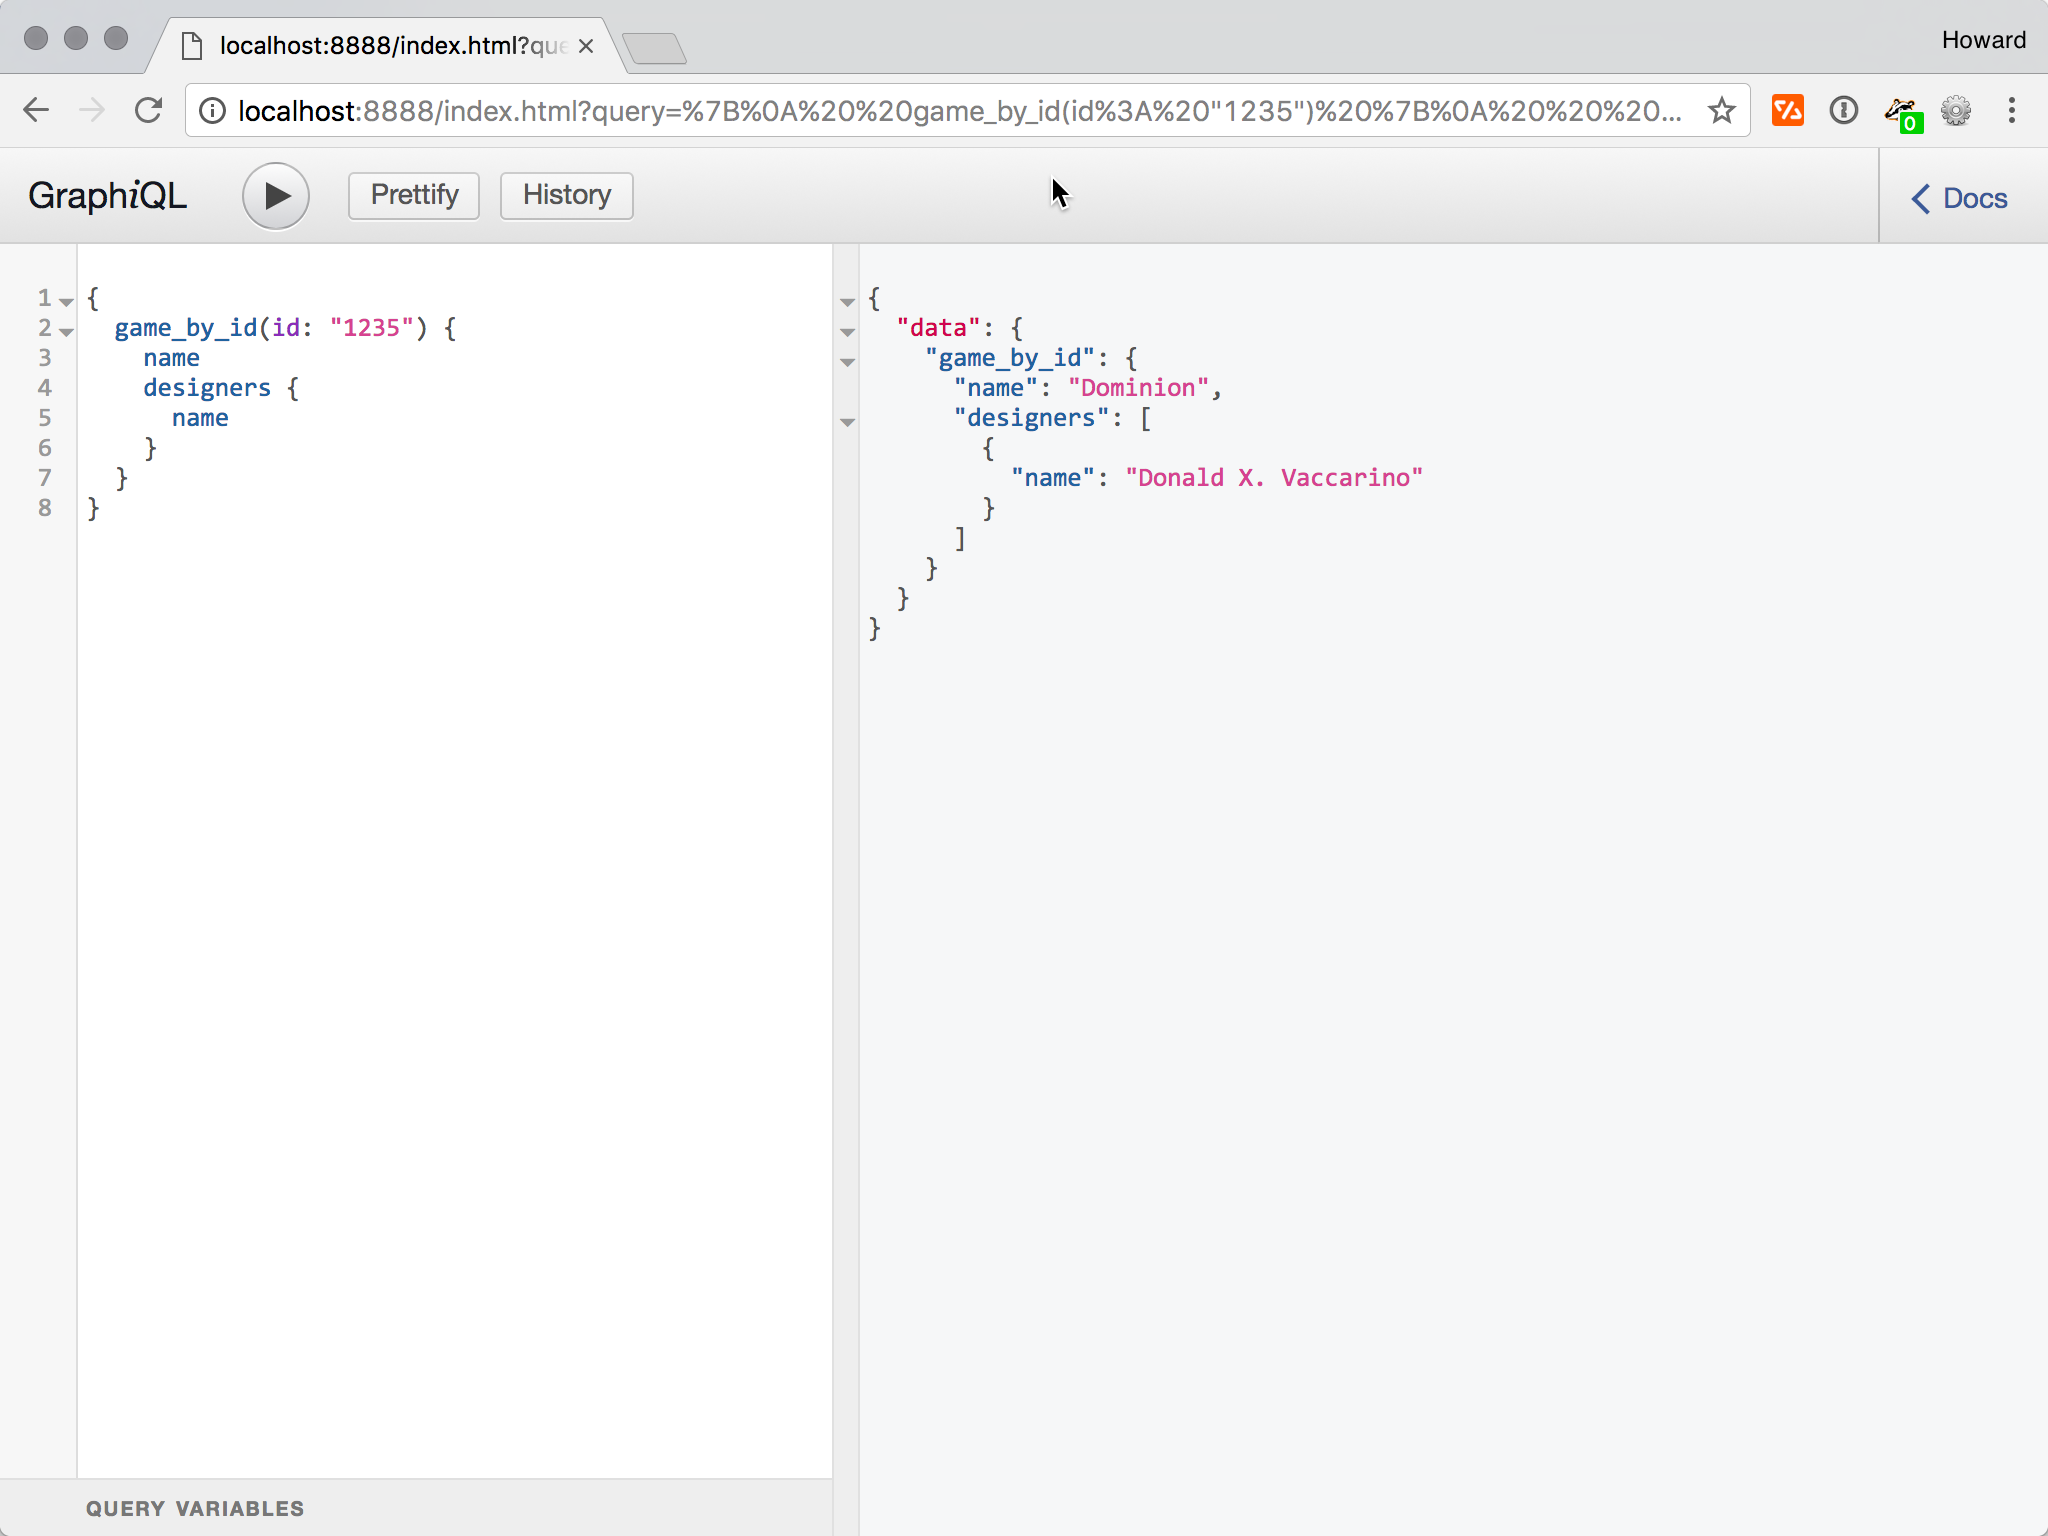 localhost:8888/index.html?que
Howard
localhost:8888/index.html?query=%7B%0A%20%20game_by_id(id%3A%20"1235")%20%7B%0A%20%20%20...
0
GraphiQL
Prettify
History
Docs
1 {
2   game_by_id(id: "1235") {
3     name
4     designers {
5       name
6     }
7   }
8 }
{
  "data": {
    "game_by_id": {
      "name": "Dominion",
      "designers": [
        {
          "name": "Donald X. Vaccarino"
        }
      ]
    }
  }
}
QUERY VARIABLES